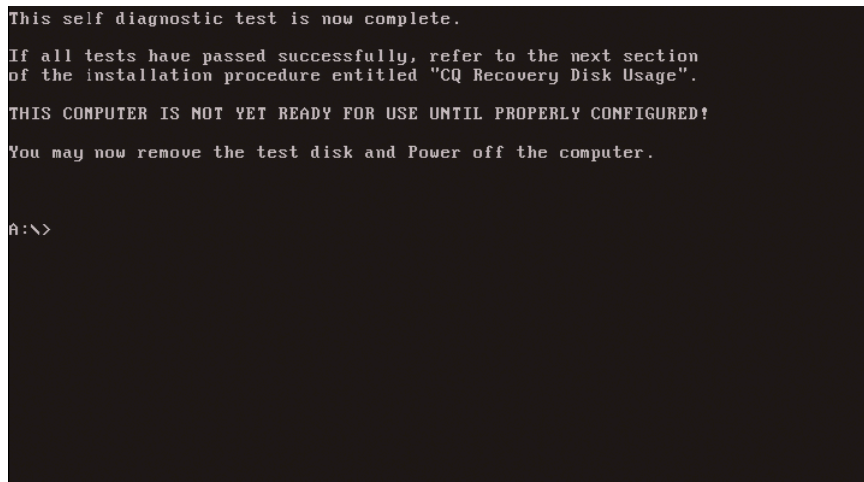 This self diagnostic test is now complete.
If all tests have passed successfully, refer to the next section
of the installation procedure entitled "CQ Recovery Disk Usage".
THIS COMPUTER IS NOT YET READY FOR USE UNTIL PROPERLY CONFIGURED!
You may now remove the test disk and Power off the computer.
A:\>